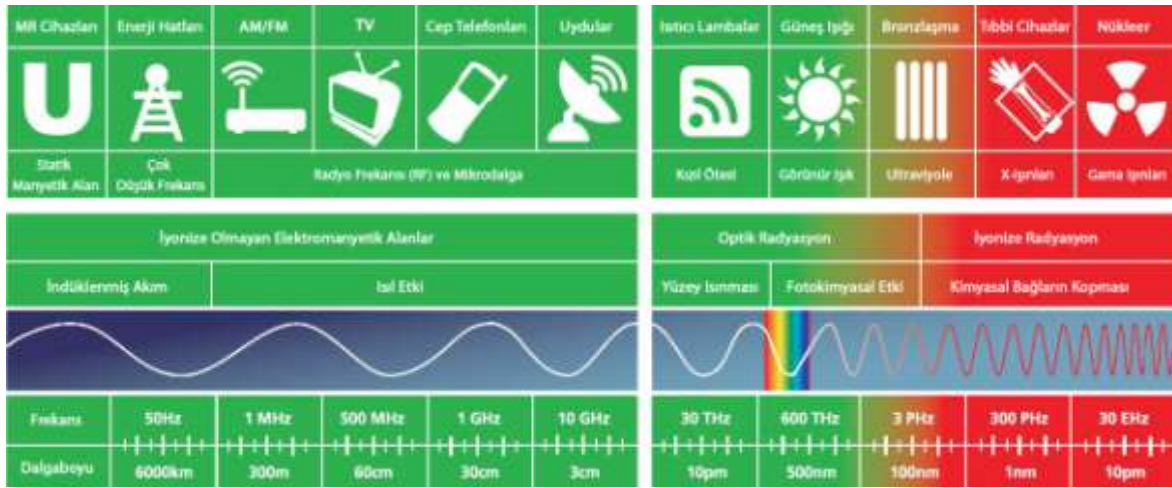 MR Cihazları Enerji Hatları AM/FM TV Cep Telefonları Uydular Isıtıcı Lambalar Güneş Işığı Bronzlaşma Tıbbi Cihazlar Nükleer
Statik Manyetik Alan Çok Düşük Frekans Radyo Frekansı (RF) ve Mikrodalga Kızıl Ötesi Görünür Işık Ultraviyole X-Işınları Gama Işınları
İyonize Olmayan Elektromanyetik Alanlar Optik Radyasyon İyonize Radyasyon
İndüklenmiş Akım Isıl Etki Yüzey Isınması Fotokimyasal Etki Kimyasal Bağların Kopması
Frekans 50Hz 1 MHz 500 MHz 1 GHz 10 GHz 30 THz 600 THz 3 PHz 300 PHz 30 EHz
Dalgaboyu 6000km 300m 60cm 30cm 3cm 10pm 500nm 100nm 1nm 10pm